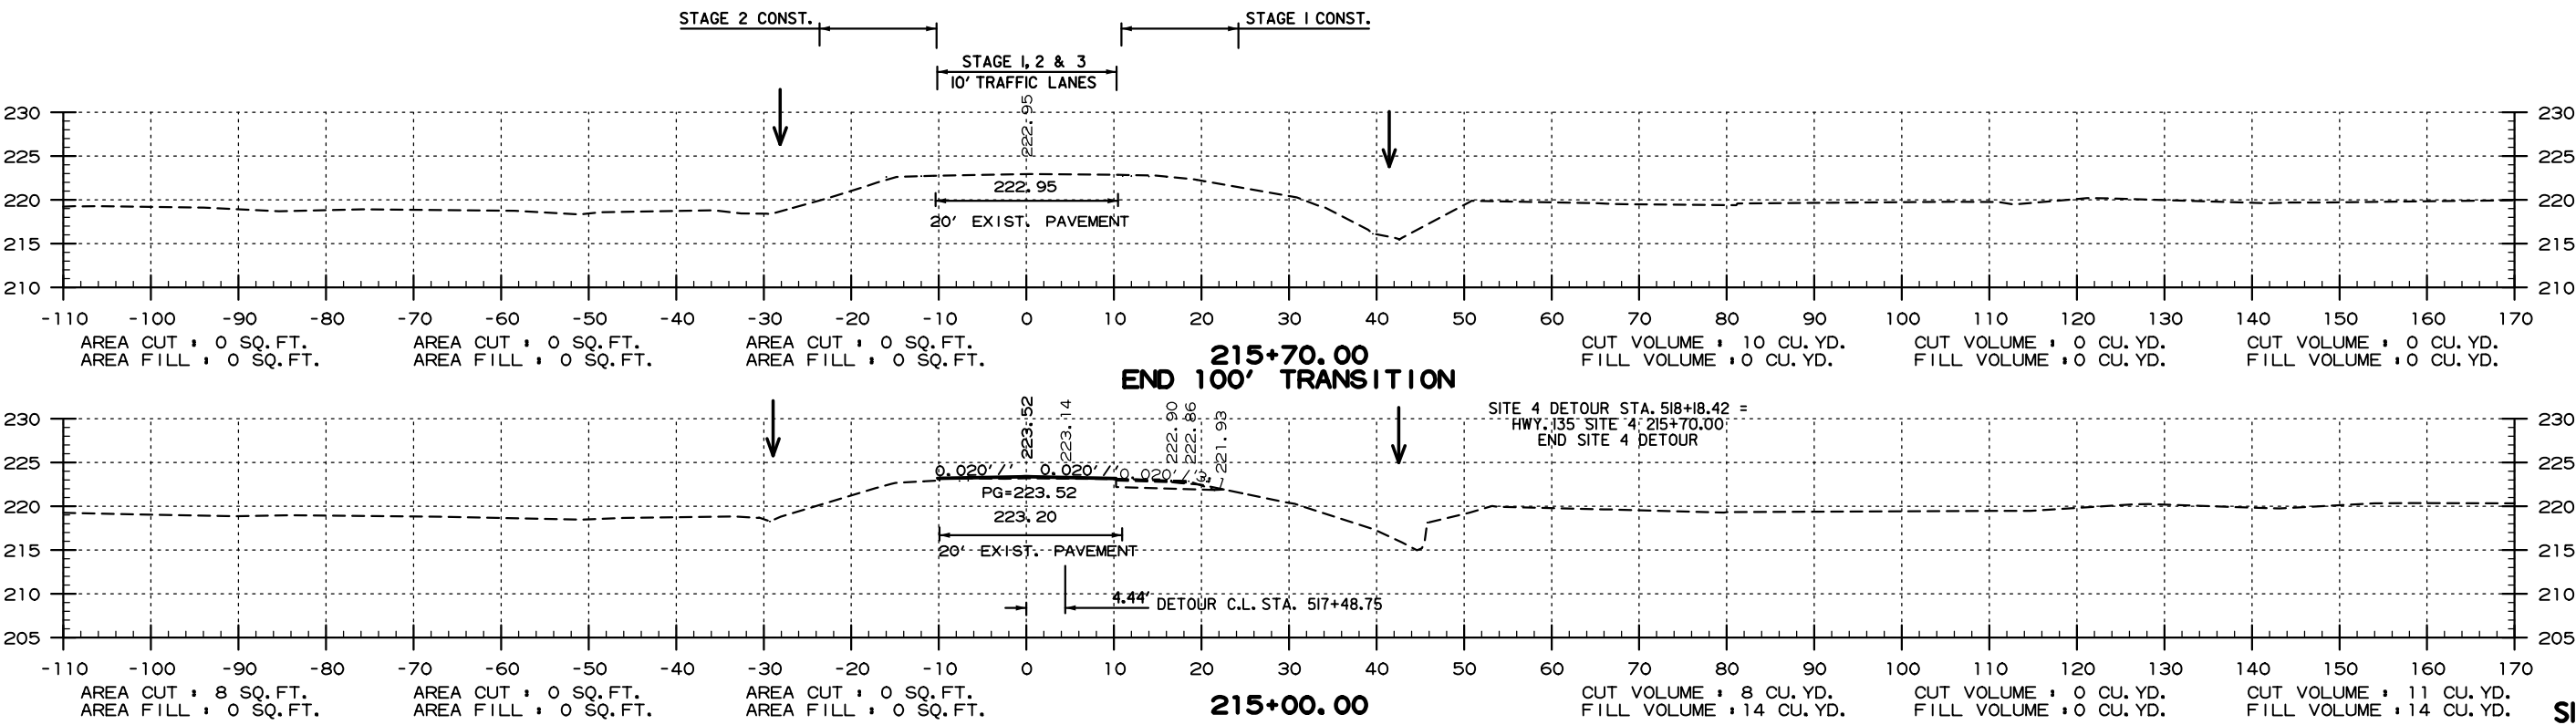 STAGE 2 CONST.
STAGE 1 CONST.
STAGE 1, 2 & 3
10' TRAFFIC LANES
222.95
230 230
225 225
220 220
215 215
210 210
222.95
20' EXIST. PAVEMENT
-110 -100 -90 -80 -70 -60 -50 -40 -30 -20 -10 0 10 20 30 40 50 60 70 80 90 100 110 120 130 140 150 160 170
AREA CUT : 0 SQ.FT. AREA CUT : 0 SQ.FT. AREA CUT : 0 SQ.FT. CUT VOLUME : 10 CU.YD. CUT VOLUME : 0 CU.YD. CUT VOLUME : 0 CU.YD.
AREA FILL : 0 SQ.FT. AREA FILL : 0 SQ.FT. AREA FILL : 0 SQ.FT. FILL VOLUME : 0 CU.YD. FILL VOLUME : 0 CU.YD. FILL VOLUME : 0 CU.YD.
215+70.00
END 100' TRANSITION
SITE 4 DETOUR STA. 518+18.42 =
HWY. 135 SITE 4 215+70.00
END SITE 4 DETOUR
223.52 223.14 222.90 222.86 221.93
230 230
225 225
220 220
215 215
210 210
205 205
0.020'/' 0.020'/' 0.020'/'
PG=223.52
223.20
20' EXIST. PAVEMENT
4.44' DETOUR C.L. STA. 517+48.75
-110 -100 -90 -80 -70 -60 -50 -40 -30 -20 -10 0 10 20 30 40 50 60 70 80 90 100 110 120 130 140 150 160 170
AREA CUT : 8 SQ.FT. AREA CUT : 0 SQ.FT. AREA CUT : 0 SQ.FT. CUT VOLUME : 8 CU.YD. CUT VOLUME : 0 CU.YD. CUT VOLUME : 11 CU.YD.
AREA FILL : 0 SQ.FT. AREA FILL : 0 SQ.FT. AREA FILL : 0 SQ.FT. FILL VOLUME : 14 CU.YD. FILL VOLUME : 0 CU.YD. FILL VOLUME : 14 CU.YD.
215+00.00